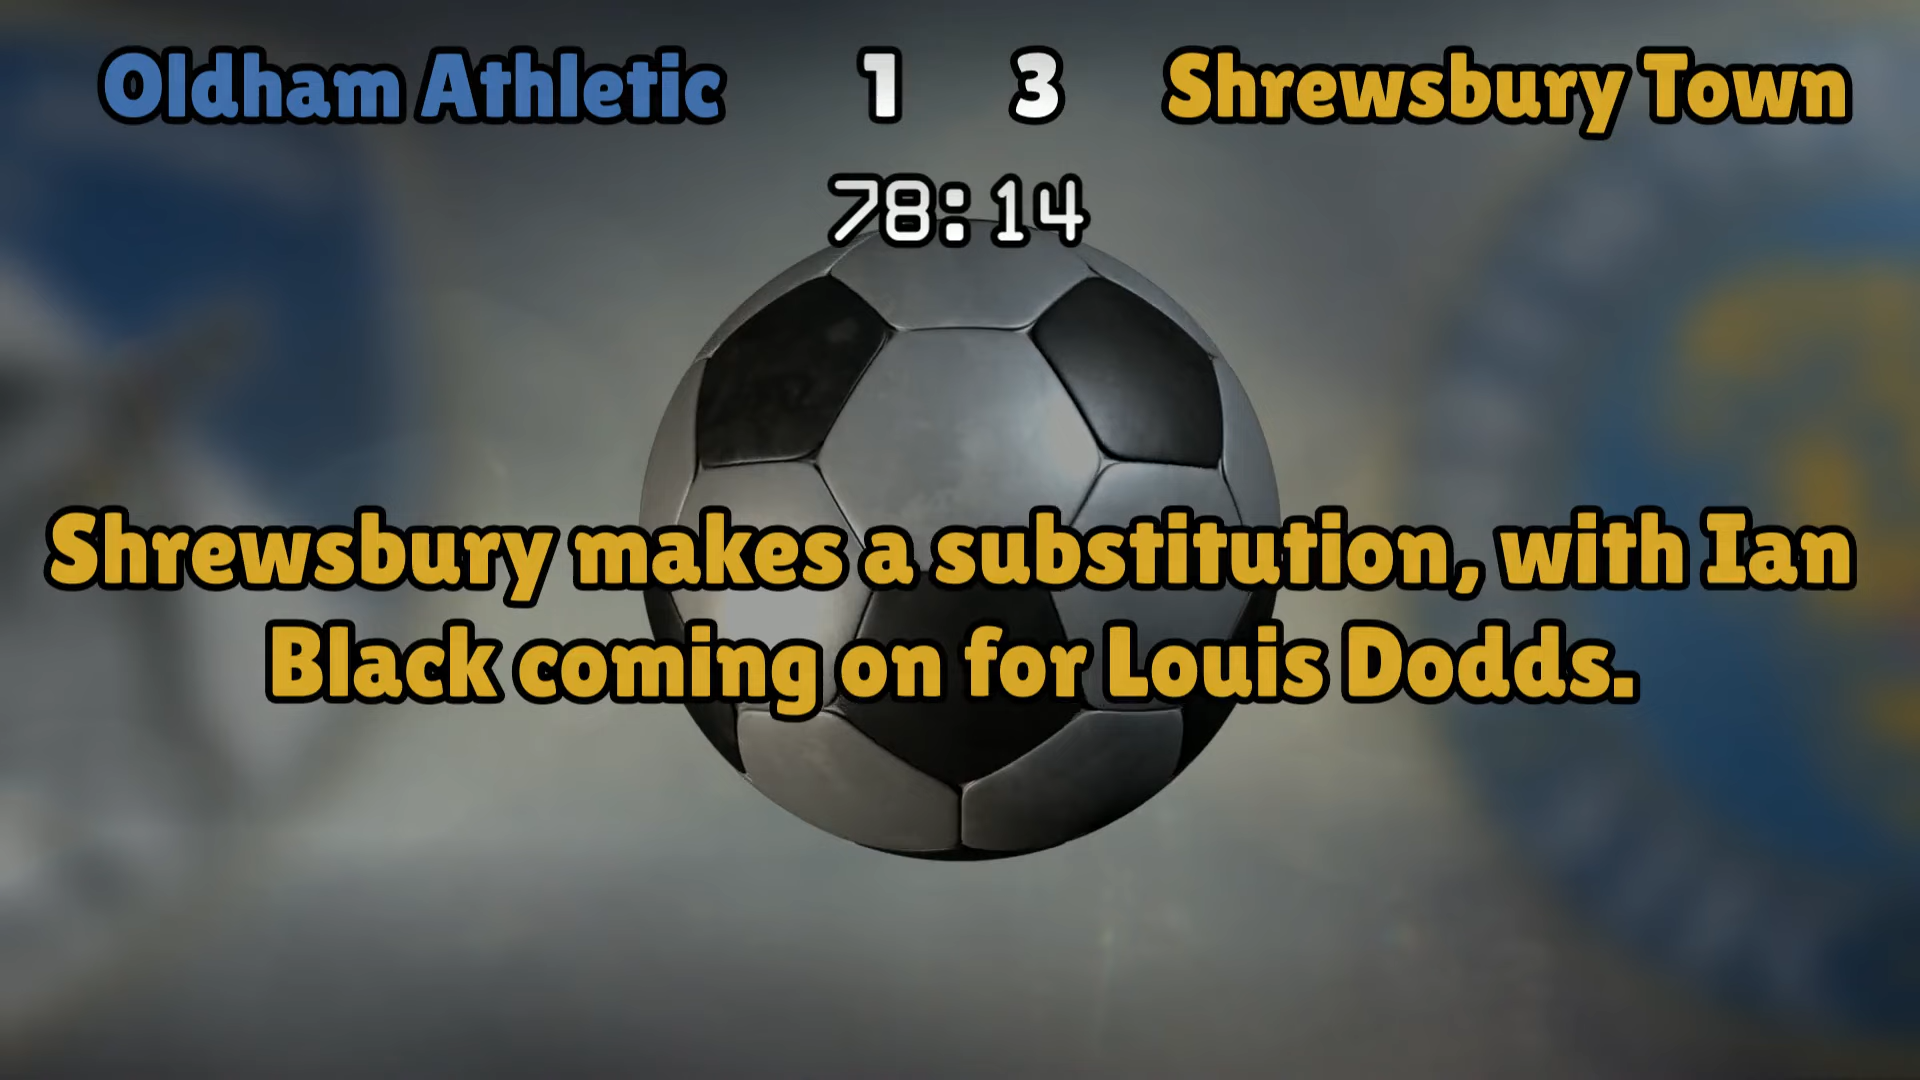 Oldham Athletic 1 3 Shrewsbury Town
78:14
Shrewsbury makes a substitution, with Ian
Black coming on for Louis Dodds.